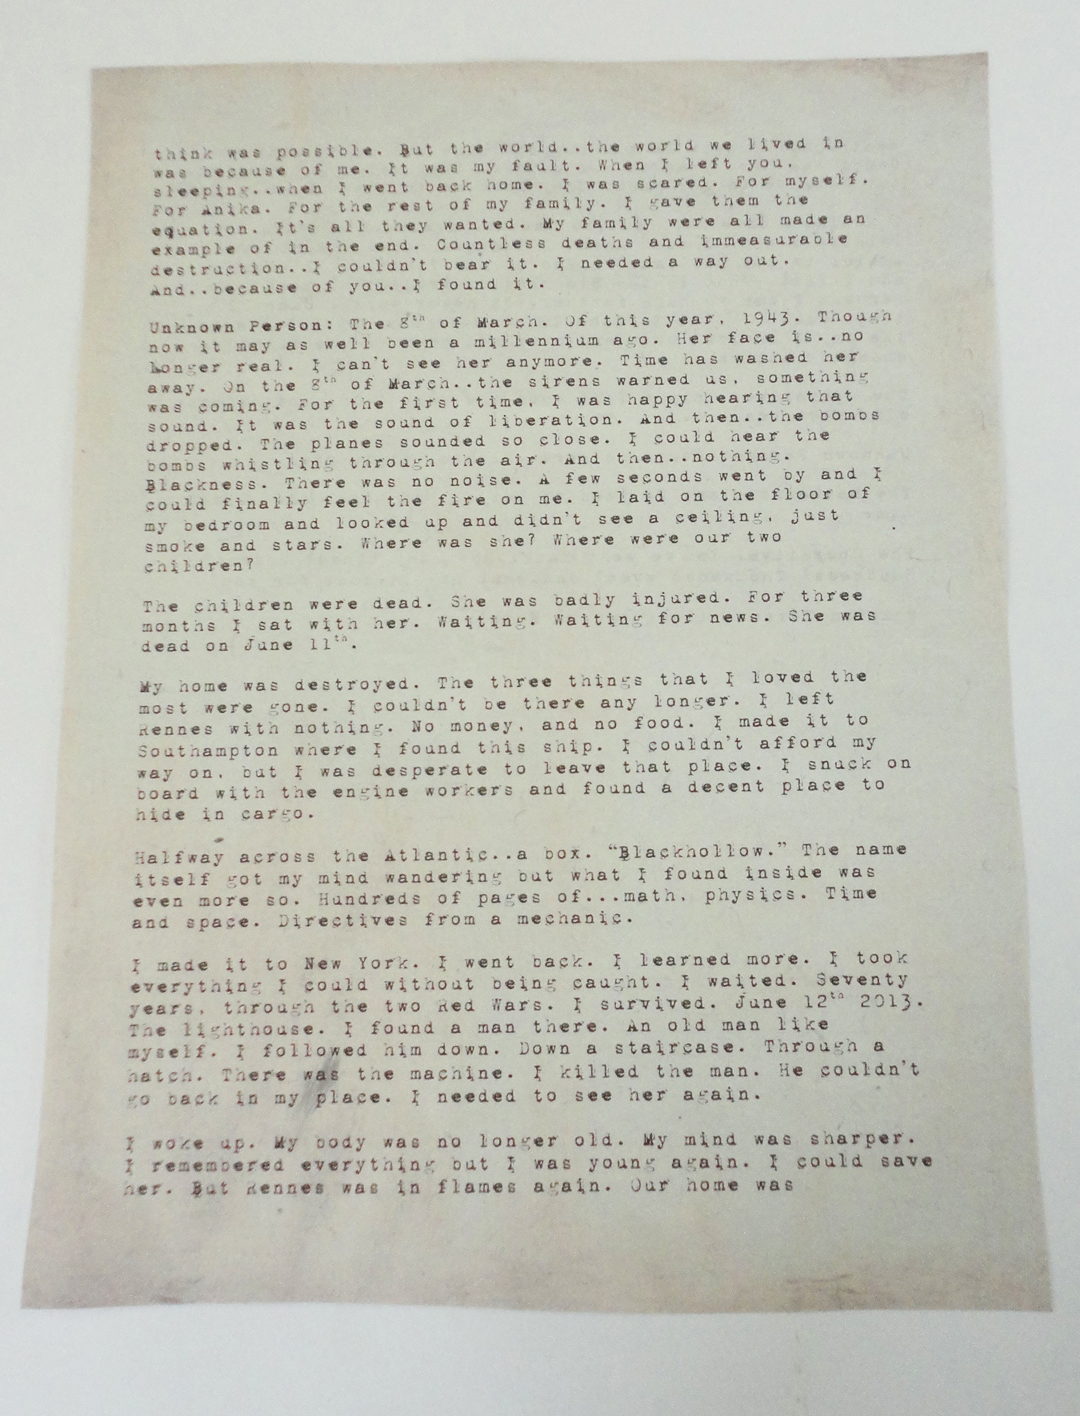 think was possible. But the world..the world we lived in
was because of me. It was my fault. When I left you,
sleeping..when I went back home. I was scared. For myself.
For Anika. For the rest of my family. I gave them the
equation. It's all they wanted. My family were all made an
example of in the end. Countless deaths and immeasurable
destruction..I couldn't bear it. I needed a way out.
And..because of you..I found it.
Unknown Person: The 8th of March. Of this year, 1943. Though
now it may as well been a millennium ago. Her face is..no
longer real. I can't see her anymore. Time has washed her
away. On the 8th of March..the sirens warned us, something
was coming. For the first time, I was happy hearing that
sound. It was the sound of liberation. And then..the bombs
dropped. The planes sounded so close. I could hear the
bombs whistling through the air. And then..nothing.
Blackness. There was no noise. A few seconds went by and I
could finally feel the fire on me. I laid on the floor of
my bedroom and looked up and didn't see a ceiling, just
smoke and stars. Where was she? Where were our two
children?
The children were dead. She was badly injured. For three
months I sat with her. Waiting. Waiting for news. She was
dead on June 11th.
My home was destroyed. The three things that I loved the
most were gone. I couldn't be there any longer. I left
Rennes with nothing. No money, and no food. I made it to
Southampton where I found this ship. I couldn't afford my
way on, but I was desperate to leave that place. I snuck on
board with the engine workers and found a decent place to
hide in cargo.
Halfway across the Atlantic..a box. "Blackhollow." The name
itself got my mind wandering but what I found inside was
even more so. Hundreds of pages of...math, physics. Time
and space. Directives from a mechanic.
I made it to New York. I went back. I learned more. I took
everything I could without being caught. I waited. Seventy
years, through the two Red Wars. I survived. June 12th 2013.
The lighthouse. I found a man there. An old man like
myself. I followed him down. Down a staircase. Through a
hatch. There was the machine. I killed the man. He couldn't
go back in my place. I needed to see her again.
I woke up. My body was no longer old. My mind was sharper.
I remembered everything but I was young again. I could save
her. But Rennes was in flames again. Our home was